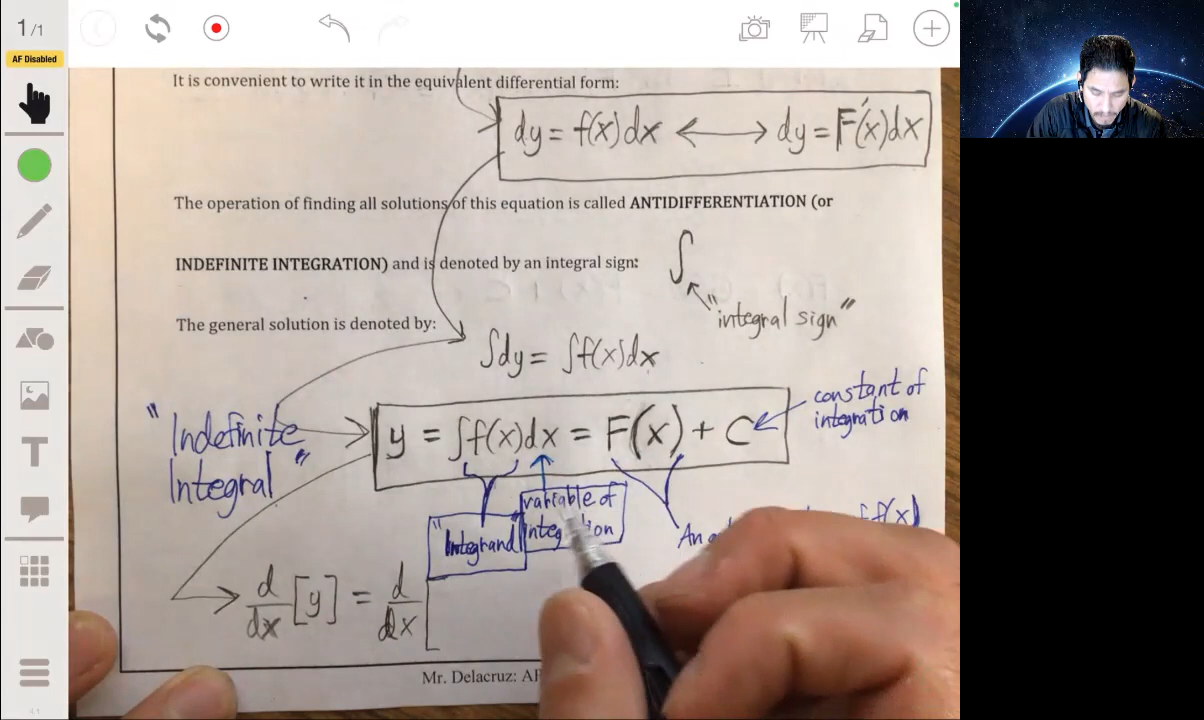 1/1
AF Disabled
It is convenient to write it in the equivalent differential form:
dy = f(x)dx ⟷ dy = F'(x)dx
The operation of finding all solutions of this equation is called ANTIDIFFERENTIATION (or
INDEFINITE INTEGRATION) and is denoted by an integral sign: ∫
"integral sign"
The general solution is denoted by:
∫dy = ∫f(x)dx
"Indefinite
Integral"
y = ∫f(x)dx = F(x) + C
constant of
integration
"Integrand"
variable of
integration
f(x)
d/dx [y] = d/dx [
Mr. Delacruz:
T